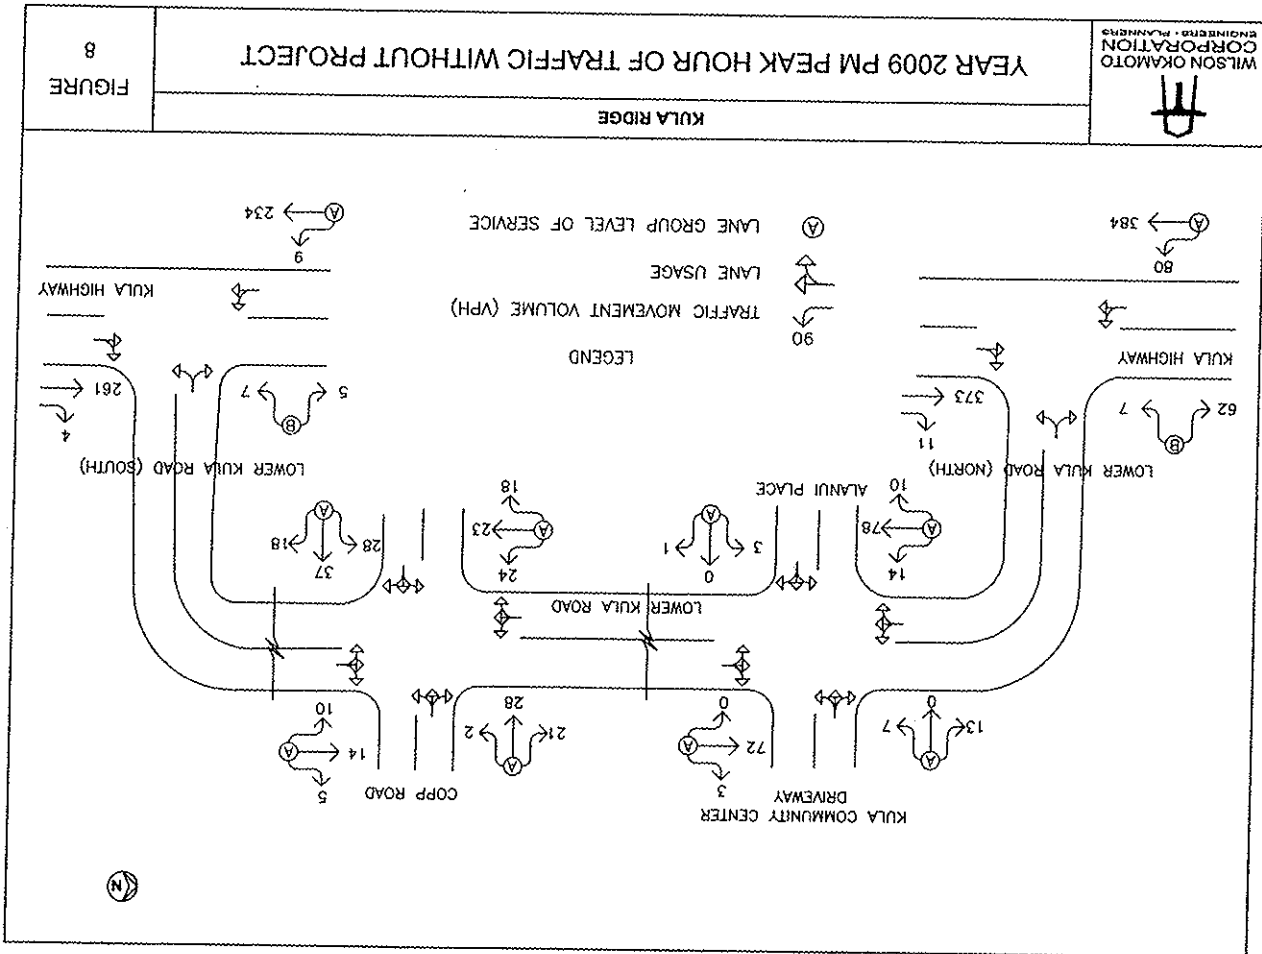 N
KULA COMMUNITY CENTER
DRIVEWAY
COPP ROAD
13
0
7
3
72
0
21
28
2
5
14
10
LOWER KULA ROAD
14
78
10
3
0
1
24
23
18
28
37
18
ALANUI PLACE
LOWER KULA ROAD (NORTH)
LOWER KULA ROAD (SOUTH)
A
A
A
A
A
A
A
A
62
7
B
11
373
5
7
B
4
261
KULA HIGHWAY
KULA HIGHWAY
80
384
A
9
234
A
LEGEND
90
TRAFFIC MOVEMENT VOLUME (VPH)
LANE USAGE
A
LANE GROUP LEVEL OF SERVICE
WILSON OKAMOTO
CORPORATION
ENGINEERS · PLANNERS
KULA RIDGE
YEAR 2009 PM PEAK HOUR OF TRAFFIC WITHOUT PROJECT
FIGURE
8